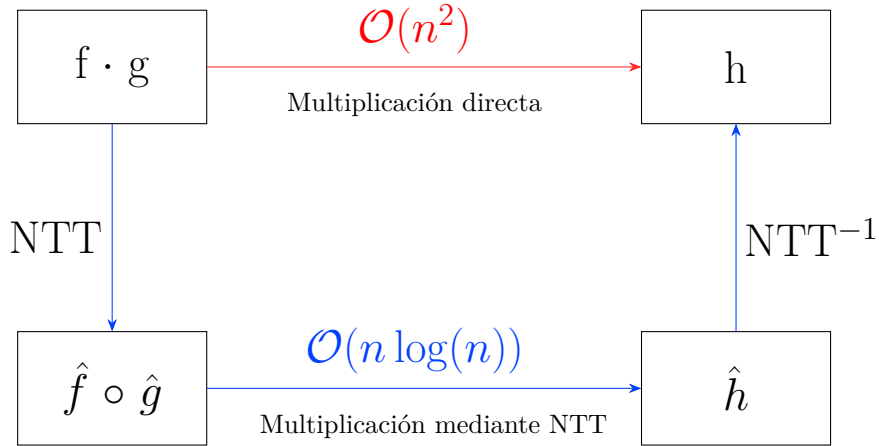 𝒪(n²)
f · g
h
Multiplicación directa
NTT
NTT⁻¹
𝒪(n log(n))
f̂ ∘ ĝ
ĥ
Multiplicación mediante NTT